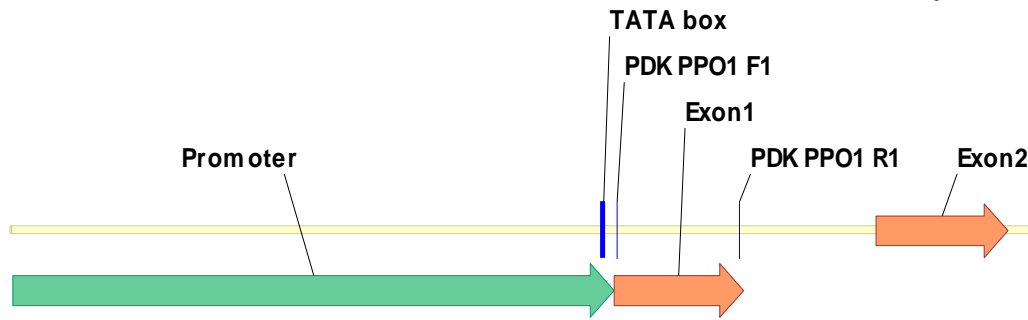 TATA box
PDK PPO1 F1
Exon1
Promoter
PDK PPO1 R1
Exon2